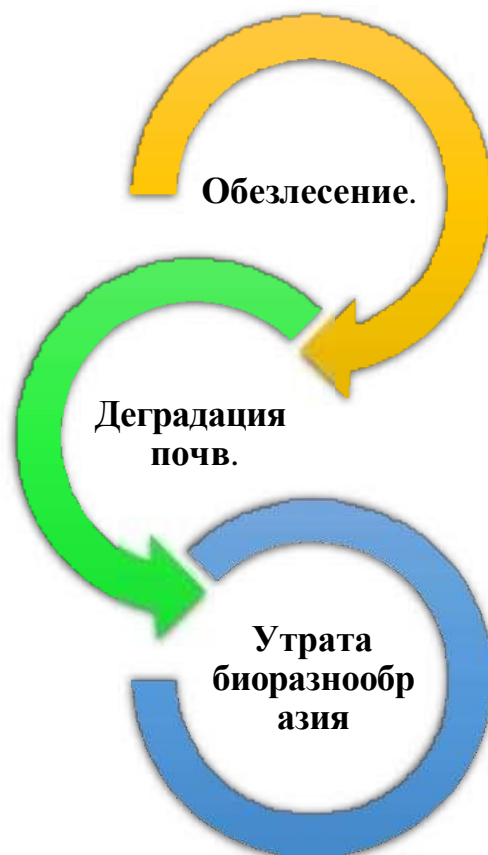 Обезлесение.
Деградация
почв.
Утрата
биоразнообр
азия